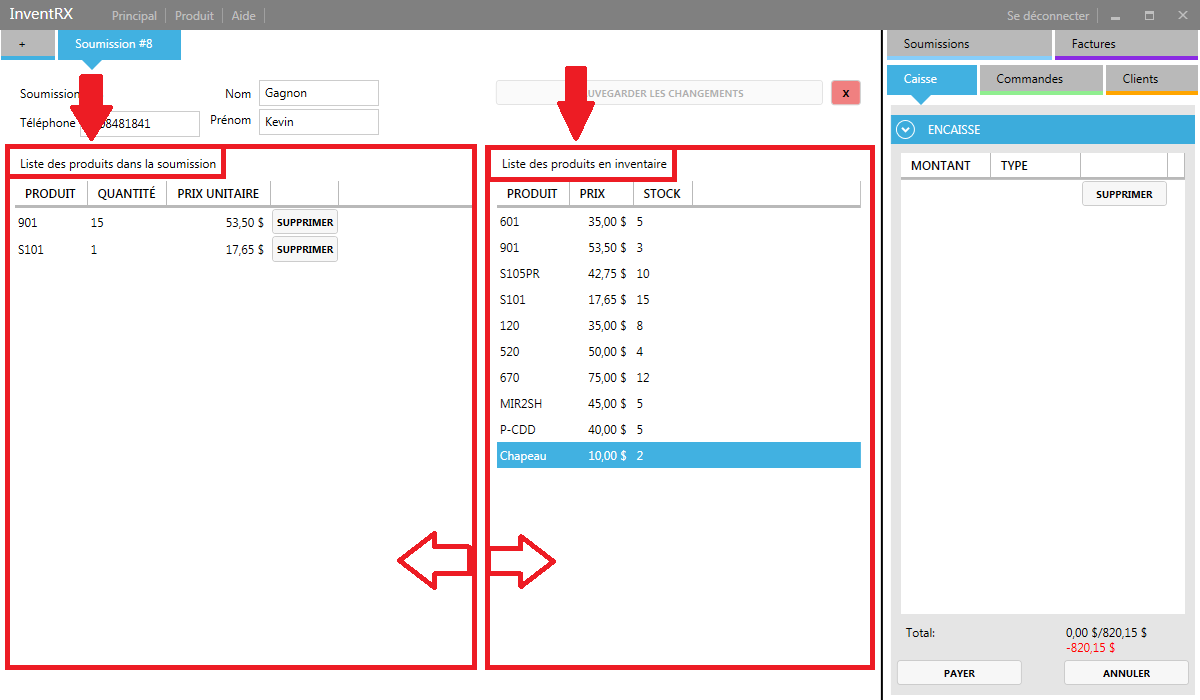 InventRX Principal Produit Aide Se déconnecter
+ Soumission #8 Soumissions Factures
Caisse Commandes Clients
Soumission Nom Gagnon CHANGEMENTS LES X
Téléphone 8481841 Prénom Kevin
ENCAISSE
Liste des produits dans la soumission Liste des produits en inventaire
MONTANT TYPE
PRODUIT QUANTITÉ PRIX UNITAIRE PRODUIT PRIX STOCK
SUPPRIMER
901 15 53,50 $ SUPPRIMER 601 35,00 $ 5
901 53,50 $ 3
S101 1 17,65 $ SUPPRIMER
S105PR 42,75 $ 10
S101 17,65 $ 15
120 35,00 $ 8
520 50,00 $ 4
670 75,00 $ 12
MIR2SH 45,00 $ 5
P-CDD 40,00 $ 5
Chapeau 10,00 $ 2
Total: 0,00 $/820,15 $
-820,15 $
PAYER ANNULER